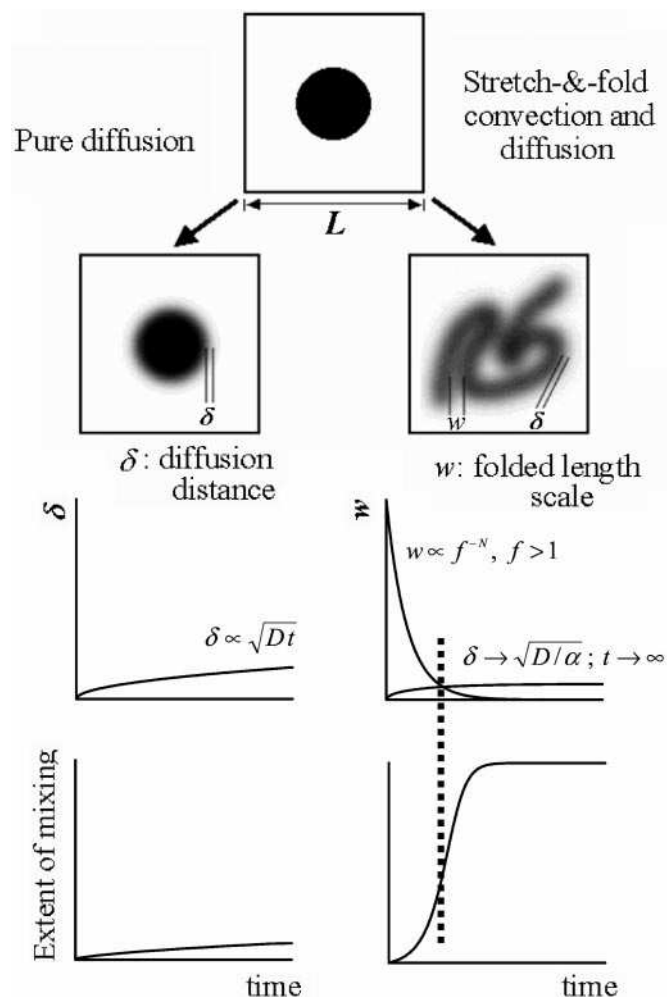 Pure diffusion
Stretch-&-fold
convection and
diffusion
L
δ
w
δ
δ: diffusion
distance
w: folded length
scale
δ
δ ∝ √Dt
w
w ∝ f⁻ᴺ, f > 1
δ → √D/α ; t → ∞
Extent of mixing
time
time